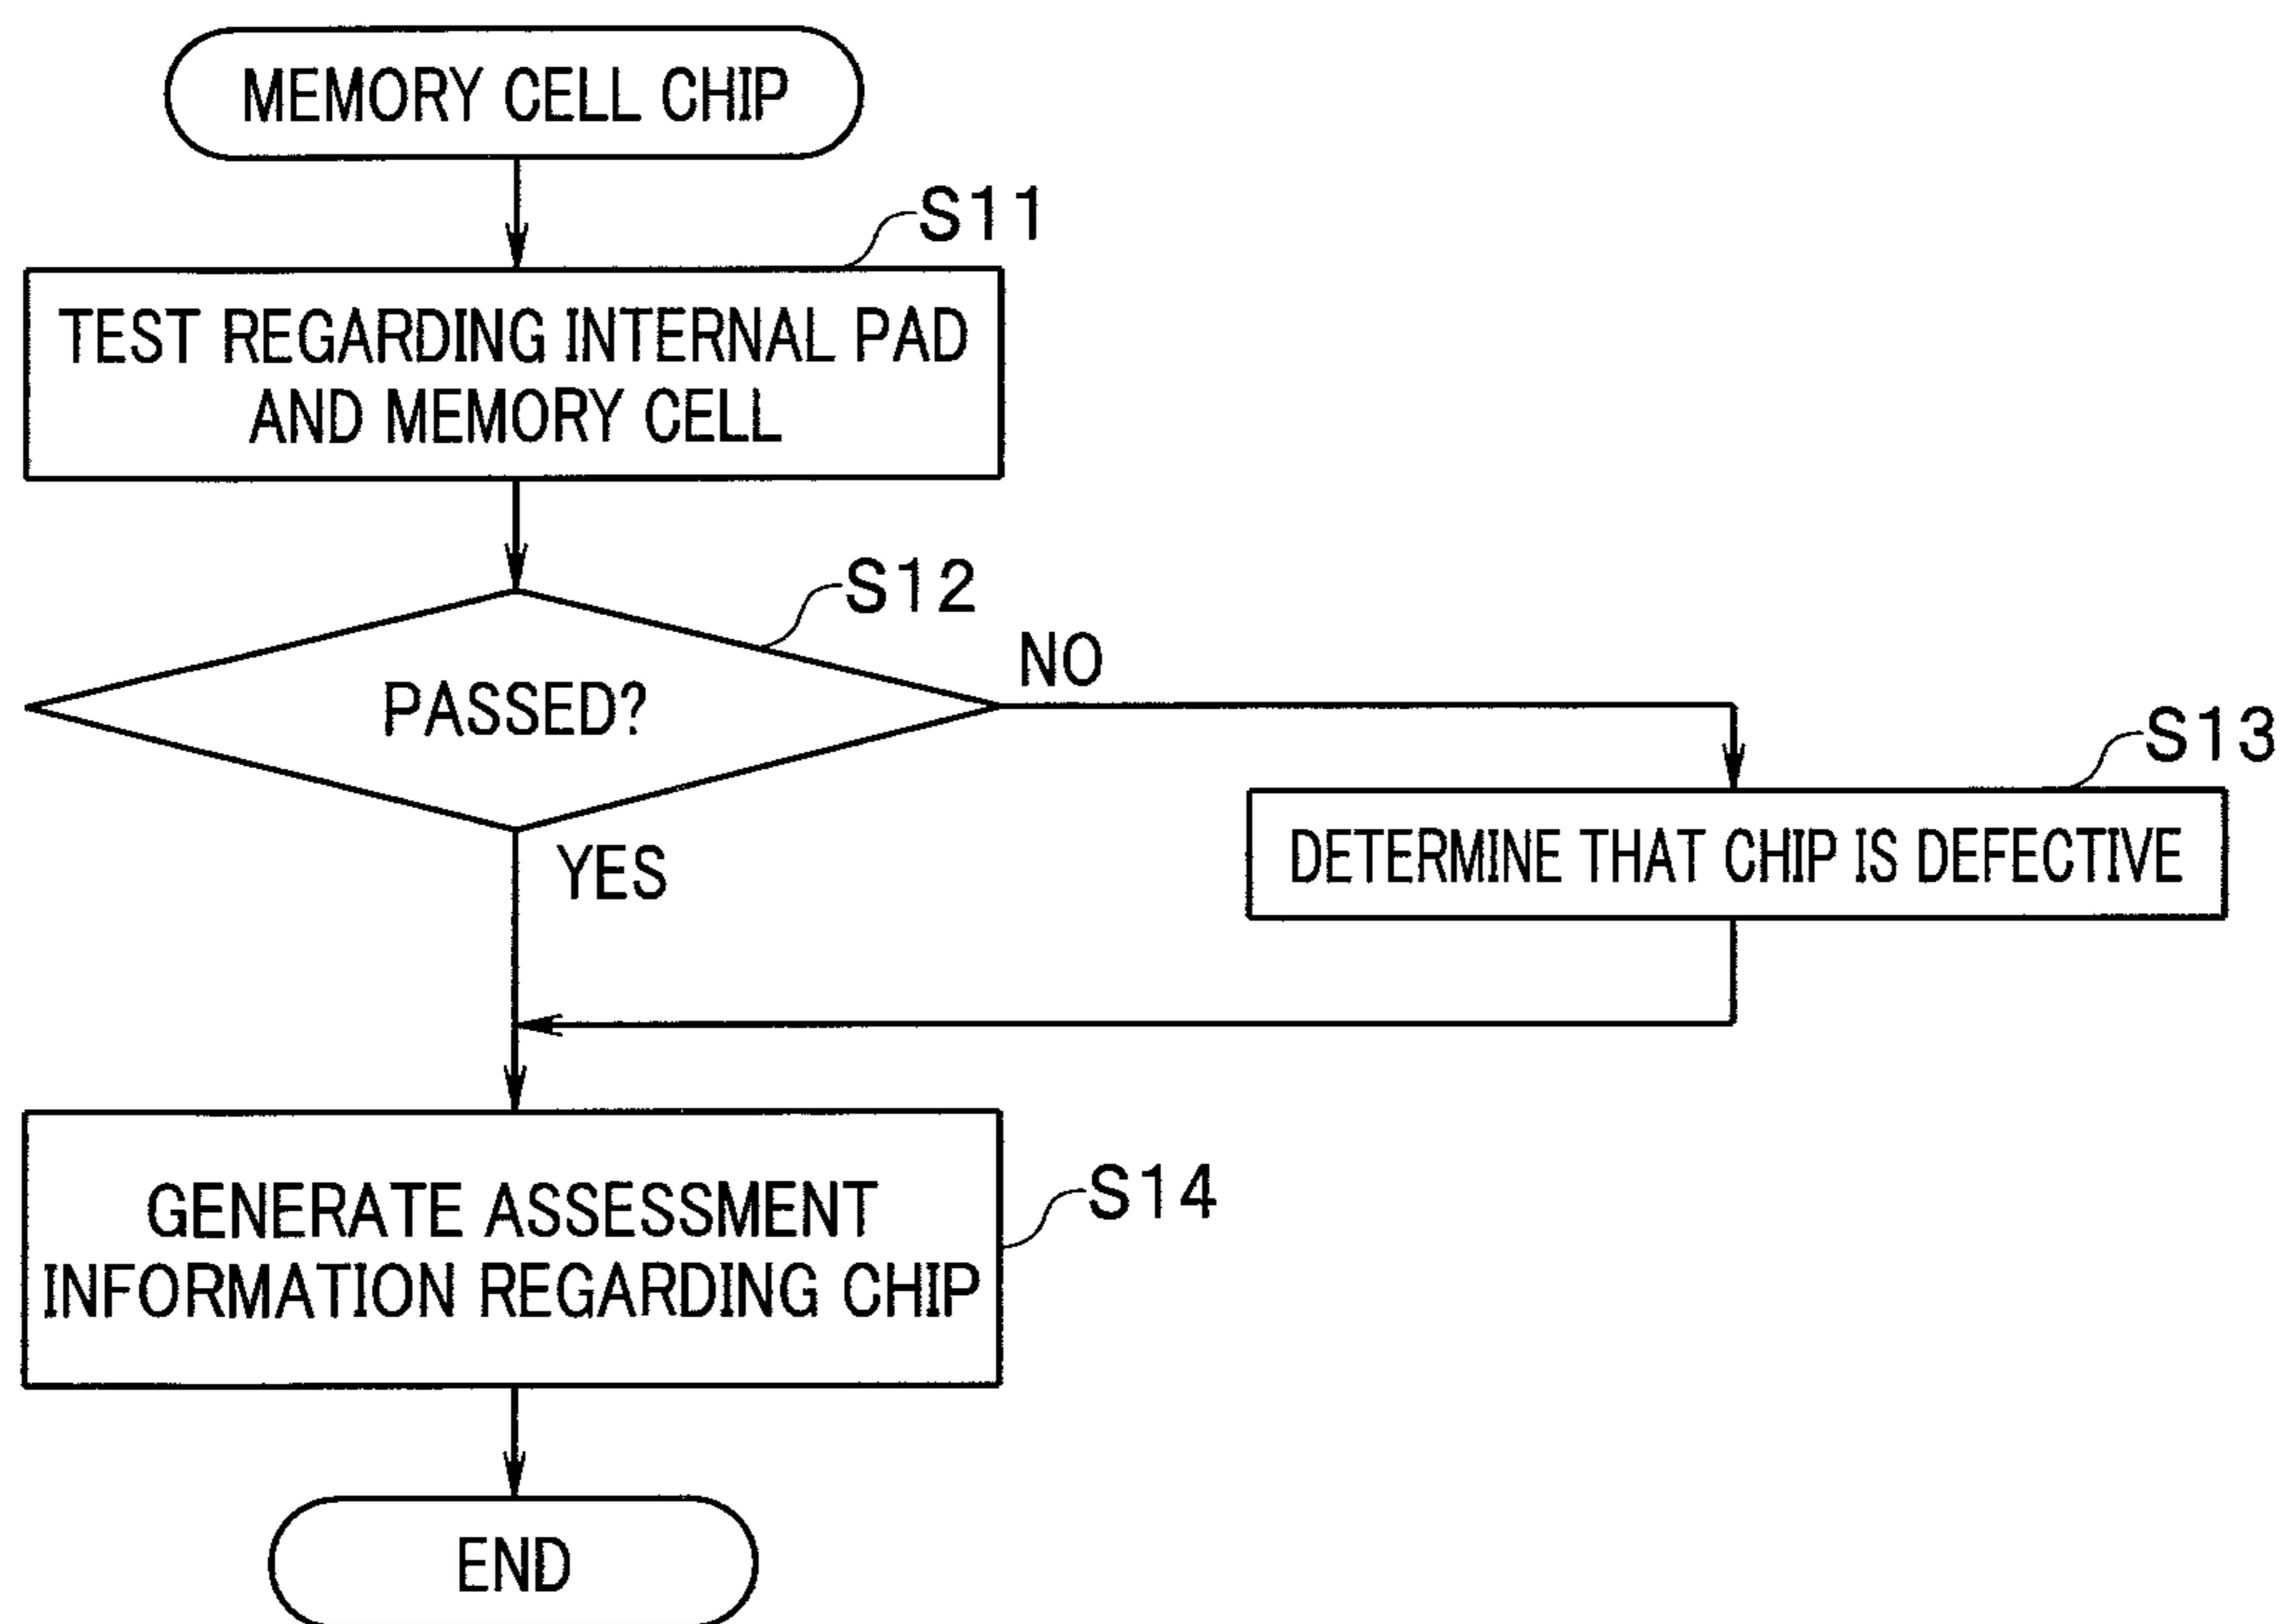 MEMORY CELL CHIP
S11
TEST REGARDING INTERNAL PAD
AND MEMORY CELL
S12
PASSED?
NO
YES
S13
DETERMINE THAT CHIP IS DEFECTIVE
GENERATE ASSESSMENT
INFORMATION REGARDING CHIP
S14
END